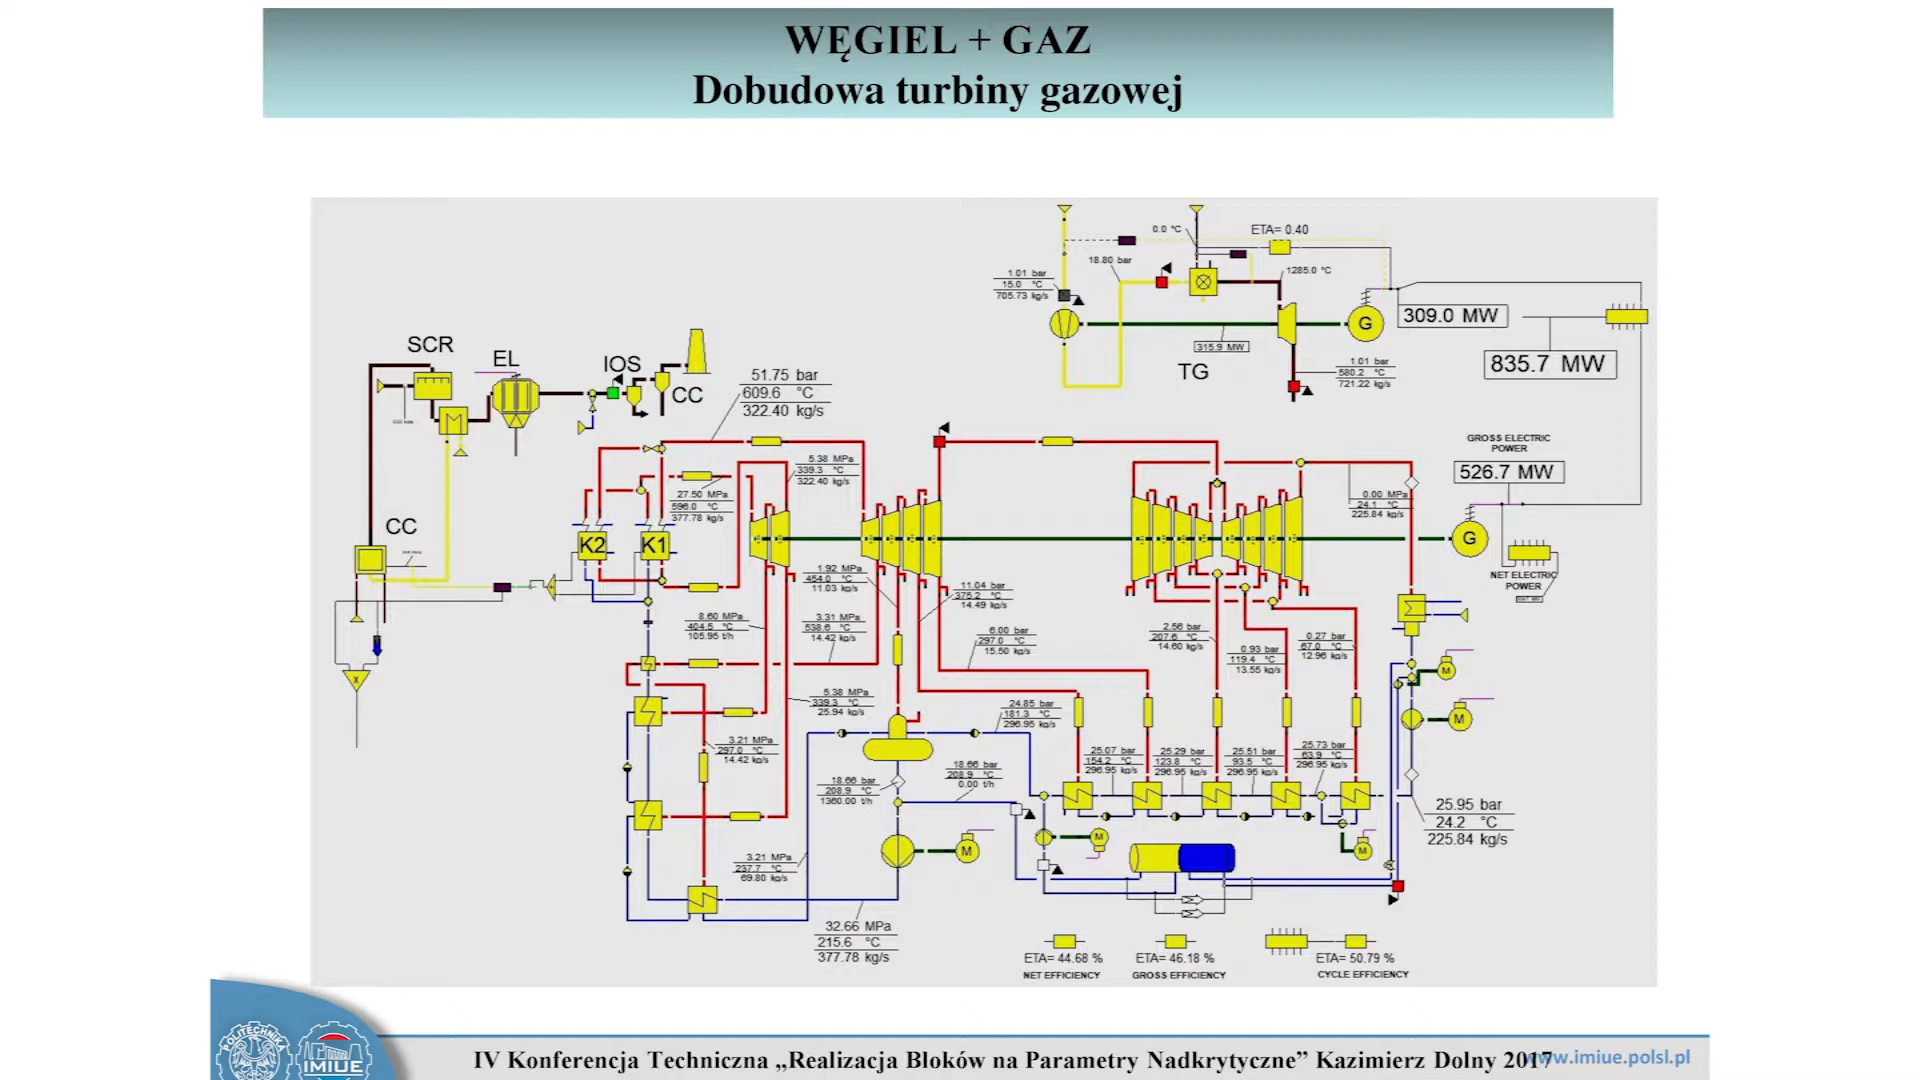 WĘGIEL + GAZ
Dobudowa turbiny gazowej
0.0 °C
ETA= 0.40
18.80 bar
1285.0 °C
1.01 bar
15.0 °C
705.73 kg/s
G
309.0 MW
315.9 MW
835.7 MW
TG
1.01 bar
580.2 °C
721.22 kg/s
SCR
EL
IOS
CC
51.75 bar
609.6 °C
322.40 kg/s
GROSS ELECTRIC
POWER
526.7 MW
5.38 MPa
339.3 °C
322.40 kg/s
27.50 MPa
596.0 °C
377.78 kg/s
0.00 MPa
24.1 °C
225.84 kg/s
CC
K2
K1
G
NET ELECTRIC
POWER
1.92 MPa
454.0 °C
11.03 kg/s
11.04 bar
375.2 °C
14.49 kg/s
8.60 MPa
404.5 °C
105.95 t/h
3.31 MPa
538.6 °C
14.42 kg/s
6.00 bar
297.0 °C
15.50 kg/s
2.56 MPa
207.6 °C
14.60 kg/s
0.93 MPa
119.4 °C
13.55 kg/s
0.27 bar
67.0 °C
12.96 kg/s
M
X
5.38 MPa
339.3 °C
25.94 kg/s
24.85 bar
181.3 °C
296.95 kg/s
M
3.21 MPa
297.0 °C
14.42 kg/s
25.07 bar
154.2 °C
296.95 kg/s
25.29 bar
123.8 °C
296.95 kg/s
25.51 bar
93.5 °C
296.95 kg/s
25.73 bar
63.9 °C
296.95 kg/s
18.66 bar
208.9 °C
1360.00 t/h
18.66 bar
208.9 °C
0.00 t/h
25.95 bar
24.2 °C
225.84 kg/s
M
M
M
3.21 MPa
237.7 °C
69.80 kg/s
32.66 MPa
215.6 °C
377.78 kg/s
ETA= 44.68 %
NET EFFICIENCY
ETA= 46.18 %
GROSS EFFICIENCY
ETA= 50.79 %
CYCLE EFFICIENCY
POLITECHNIKA
IMIUE
IV Konferencja Techniczna „Realizacja Bloków na Parametry Nadkrytyczne” Kazimierz Dolny 2017
www.imiue.polsl.pl